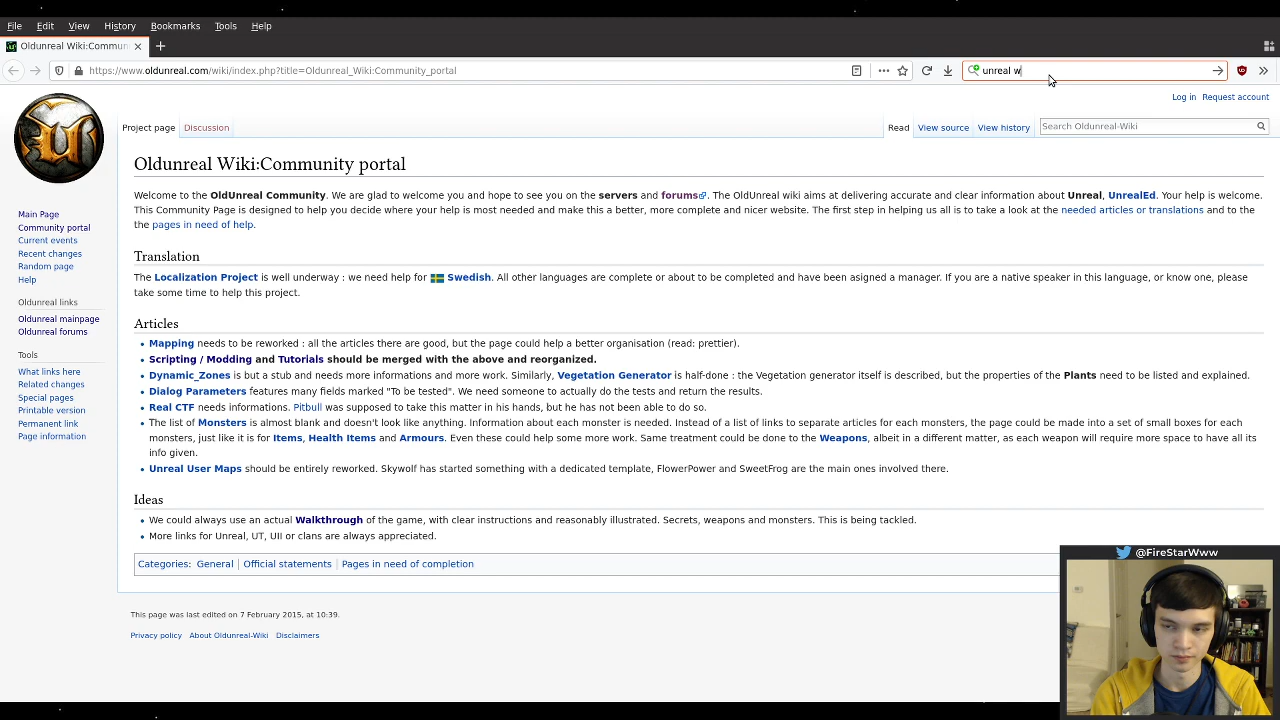 File Edit View History Bookmarks Tools Help
Oldunreal Wiki:Commun
https://www.oldunreal.com/wiki/index.php?title=Oldunreal_Wiki:Community_portal
unreal w
Log in Request account
Project page Discussion Read View source View history Search Oldunreal-Wiki
Oldunreal Wiki:Community portal
Welcome to the OldUnreal Community. We are glad to welcome you and hope to see you on the servers and forums. The OldUnreal wiki aims at delivering accurate and clear information about Unreal, UnrealEd. Your help is welcome.
This Community Page is designed to help you decide where your help is most needed and make this a better, more complete and nicer website. The first step in helping us all is to take a look at the needed articles or translations and to the
the pages in need of help.
Main Page
Community portal
Current events
Recent changes
Random page
Help
Oldunreal links
Oldunreal mainpage
Oldunreal forums
Tools
What links here
Related changes
Special pages
Printable version
Permanent link
Page information
Translation
The Localization Project is well underway : we need help for Swedish. All other languages are complete or about to be completed and have been asigned a manager. If you are a native speaker in this language, or know one, please
take some time to help this project.
Articles
Mapping needs to be reworked : all the articles there are good, but the page could help a better organisation (read: prettier).
Scripting / Modding and Tutorials should be merged with the above and reorganized.
Dynamic_Zones is but a stub and needs more informations and more work. Similarly, Vegetation Generator is half-done : the Vegetation generator itself is described, but the properties of the Plants need to be listed and explained.
Dialog Parameters features many fields marked "To be tested". We need someone to actually do the tests and return the results.
Real CTF needs informations. Pitbull was supposed to take this matter in his hands, but he has not been able to do so.
The list of Monsters is almost blank and doesn't look like anything. Information about each monster is needed. Instead of a list of links to separate articles for each monsters, the page could be made into a set of small boxes for each
monsters, just like it is for Items, Health Items and Armours. Even these could help some more work. Same treatment could be done to the Weapons, albeit in a different matter, as each weapon will require more space to have all its
info given.
Unreal User Maps should be entirely reworked. Skywolf has started something with a dedicated template, FlowerPower and SweetFrog are the main ones involved there.
Ideas
We could always use an actual Walkthrough of the game, with clear instructions and reasonably illustrated. Secrets, weapons and monsters. This is being tackled.
More links for Unreal, UT, UII or clans are always appreciated.
Categories: General Official statements Pages in need of completion
This page was last edited on 7 February 2015, at 10:39.
Privacy policy About Oldunreal-Wiki Disclaimers
@FireStarWww